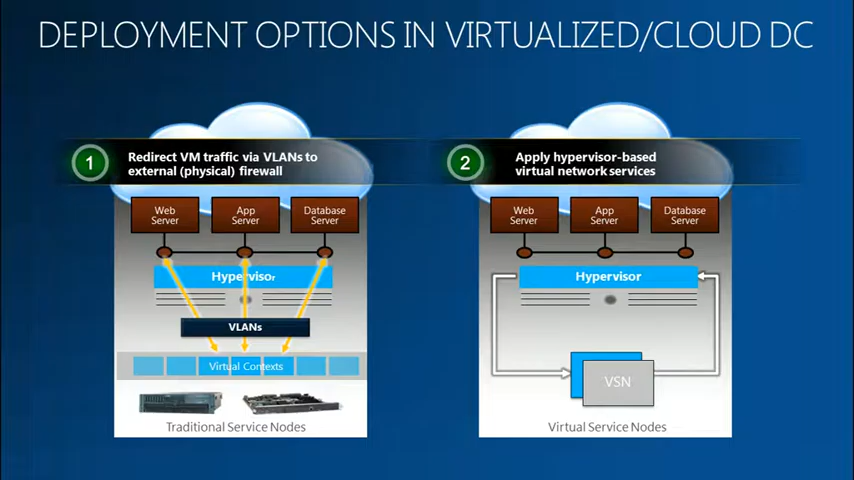 DEPLOYMENT OPTIONS IN VIRTUALIZED/CLOUD DC
1
Redirect VM traffic via VLANs to
external (physical) firewall
Web
Server
App
Server
Database
Server
Hypervisor
VLANs
Virtual Contexts
Traditional Service Nodes
2
Apply hypervisor-based
virtual network services
Web
Server
App
Server
Database
Server
Hypervisor
VSN
Virtual Service Nodes